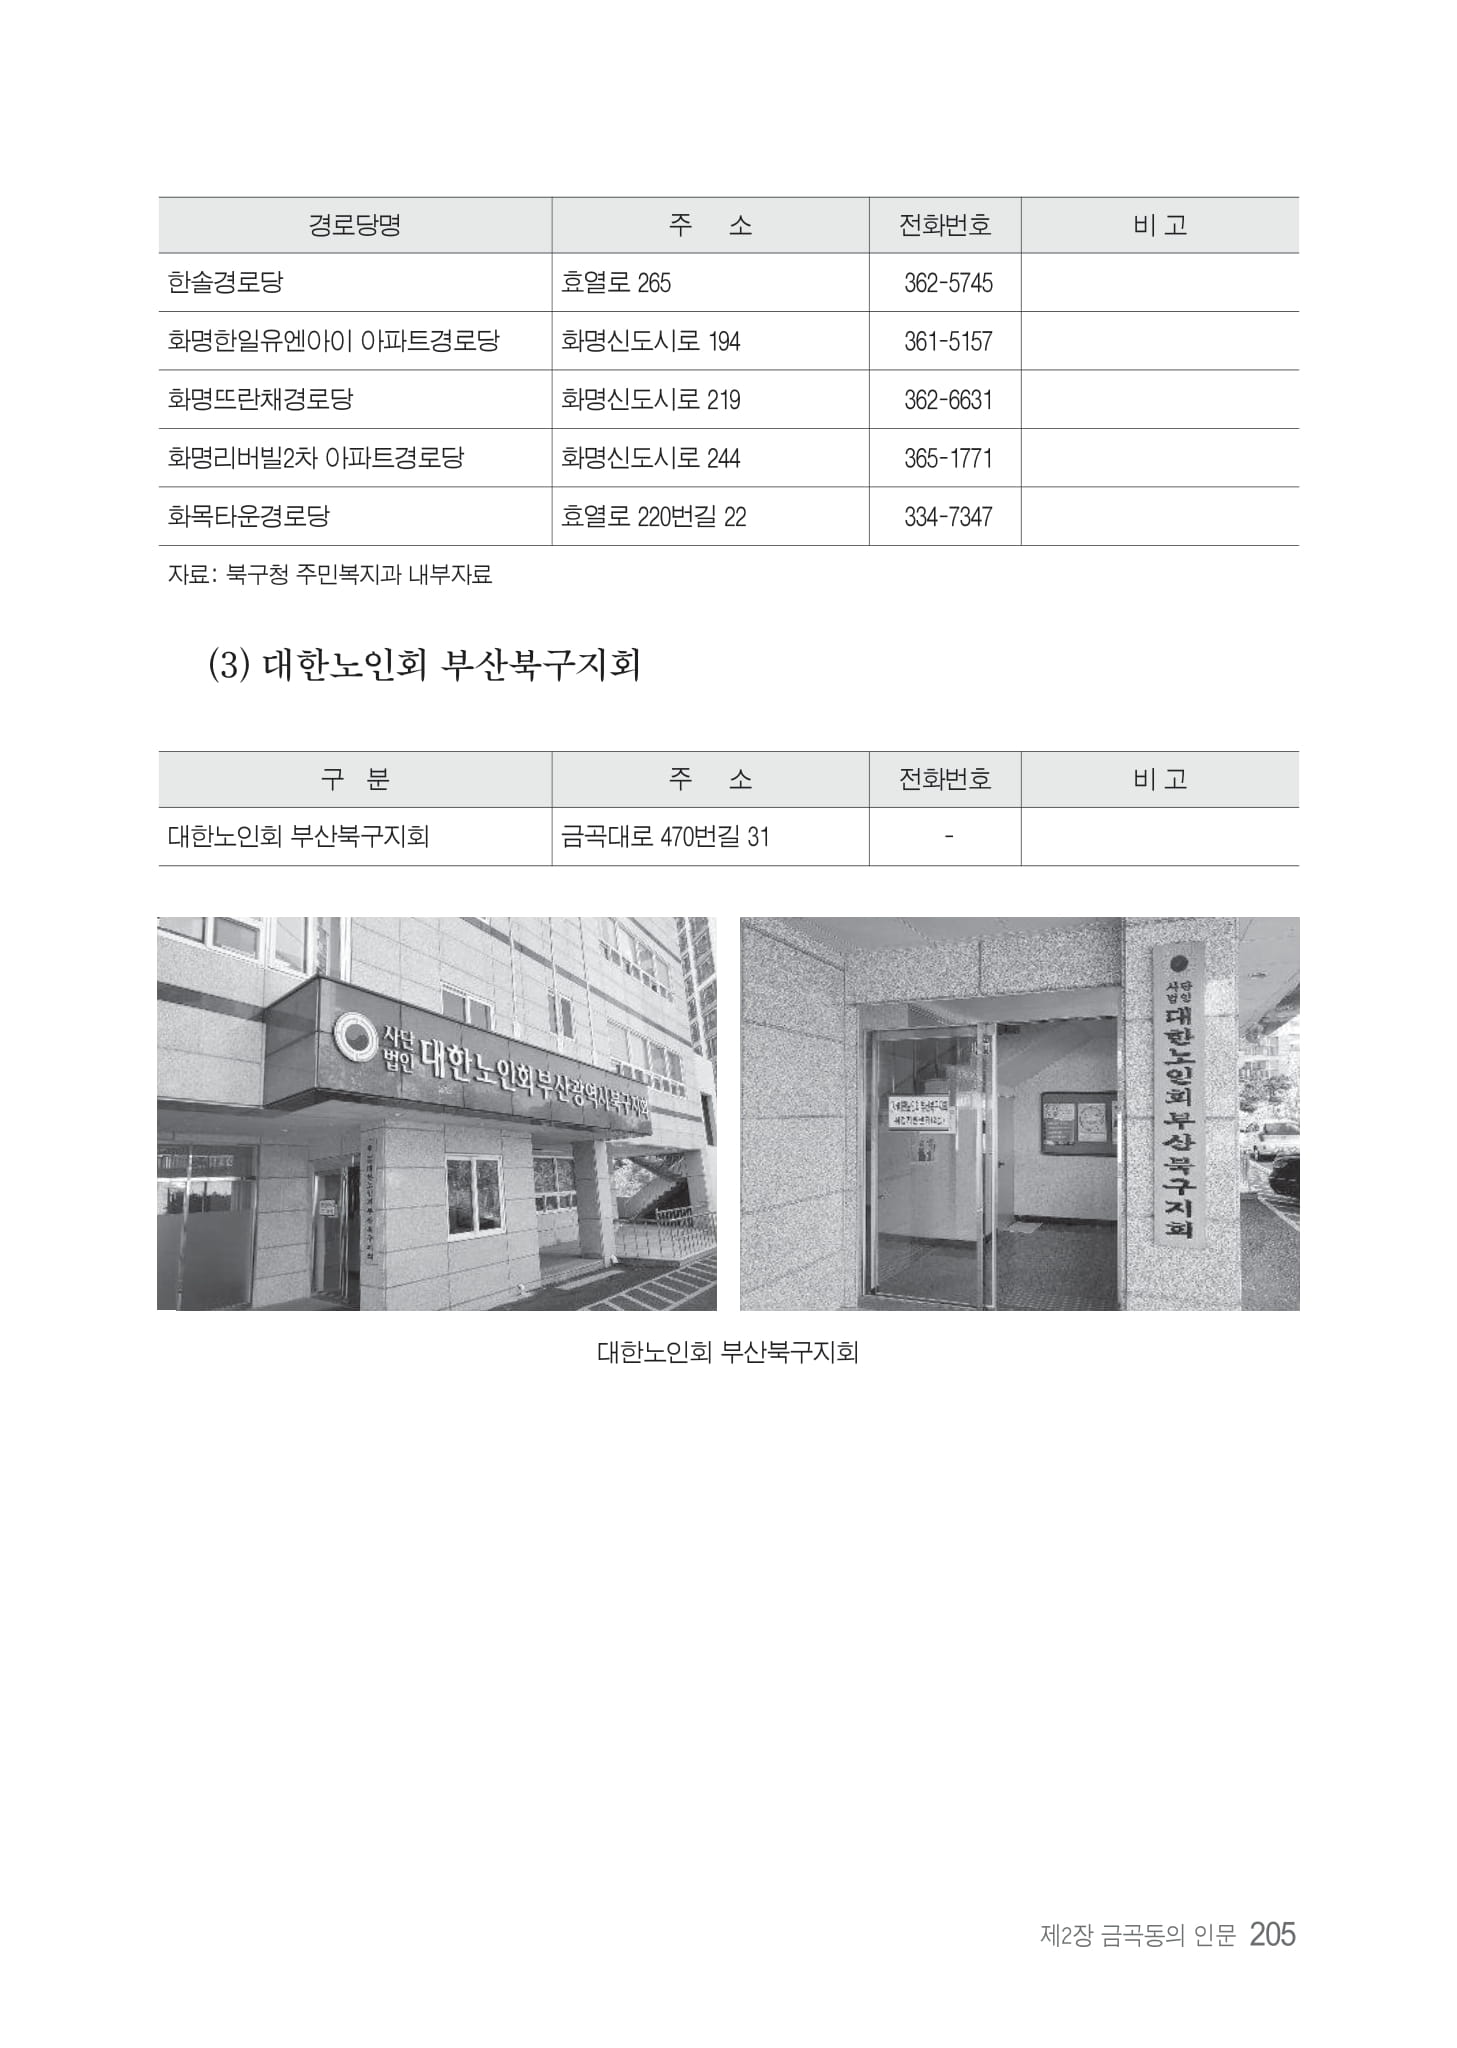 경로당명 주 소 전화번호 비 고
한솔경로당 효열로 265 362-5745
화명한일유엔아이 아파트경로당 화명신도시로 194 361-5157
화명뜨란채경로당 화명신도시로 219 362-6631
화명리버빌2차 아파트경로당 화명신도시로 244 365-1771
화목타운경로당 효열로 220번길 22 334-7347
자료: 북구청 주민복지과 내부자료
(3) 대한노인회 부산북구지회
구 분 주 소 전화번호 비 고
대한노인회 부산북구지회 금곡대로 470번길 31 -
사단법인 대한노인회부산광역시북구지회
사단법인 대한노인회부산북구지회
대한노인회 부산북구지회
제2장 금곡동의 인문 205